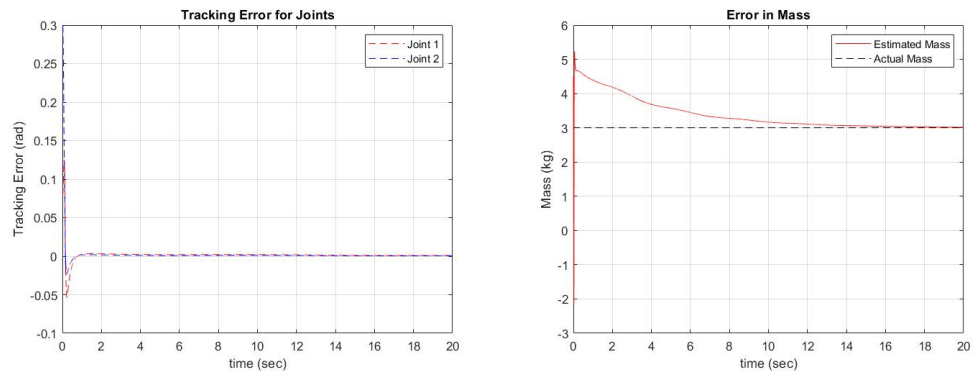 Tracking Error for Joints
0.3
0.25
0.2
0.15
0.1
0.05
0
-0.05
-0.1
Tracking Error (rad)
Joint 1
Joint 2
0 2 4 6 8 10 12 14 16 18 20
time (sec)
Error in Mass
6
5
4
3
2
1
0
-1
-2
-3
Mass (kg)
Estimated Mass
Actual Mass
0 2 4 6 8 10 12 14 16 18 20
time (sec)